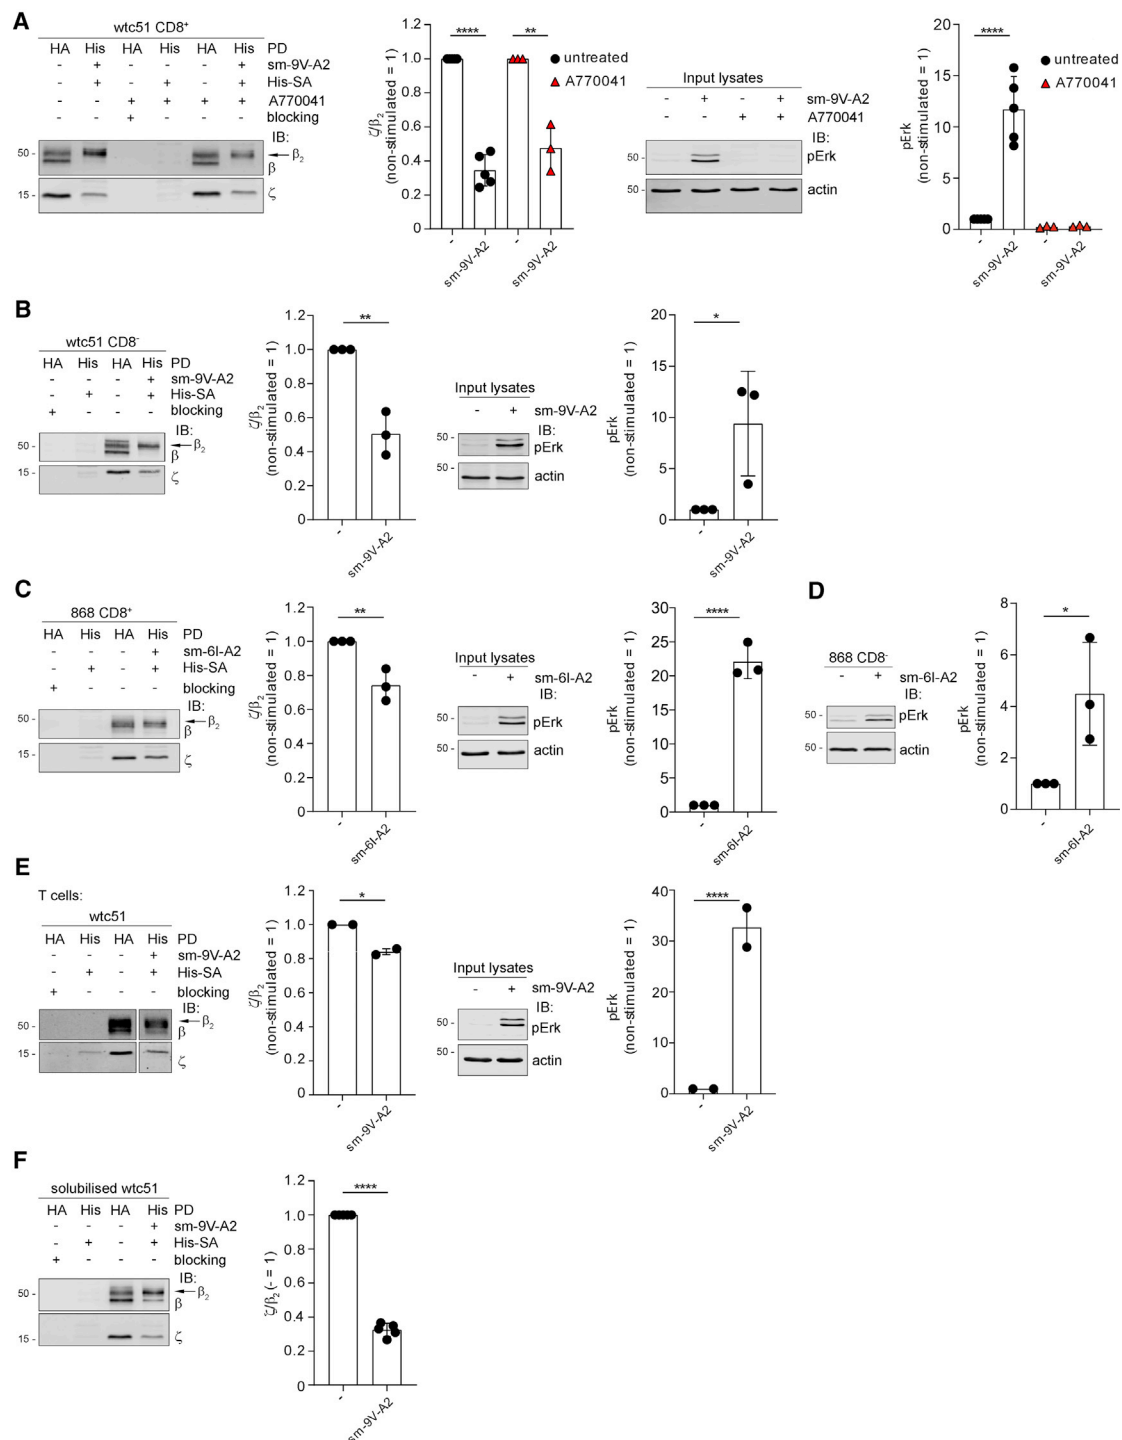 A
wtc51 CD8⁺
HA His HA His HA His PD
- + - - - + sm-9V-A2
- + - + - + His-SA
- - + + + + A770041
- - + - - - blocking
IB:
50 - β₂
β
15 - ζ
ζ/β₂
(non-stimulated = 1)
1.2
1.0
0.8
0.6
0.4
0.2
0
**** **
untreated
A770041
- sm-9V-A2 - sm-9V-A2
Input lysates
- + - + sm-9V-A2
- - + + A770041
IB:
50 - pErk
50 - actin
pErk
(non-stimulated = 1)
20
15
10
5
0
****
untreated
A770041
- sm-9V-A2 - sm-9V-A2
B
wtc51 CD8⁻
HA His HA His PD
- - - + sm-9V-A2
- + - + His-SA
+ - - - blocking
IB:
50 - β₂
β
15 - ζ
ζ/β₂
(non-stimulated = 1)
1.2
1.0
0.8
0.6
0.4
0.2
0
**
- sm-9V-A2
Input lysates
- + sm-9V-A2
IB:
50 - pErk
50 - actin
pErk
(non-stimulated = 1)
20
15
10
5
0
*
- sm-9V-A2
C
868 CD8⁺
HA His HA His PD
- - - + sm-6I-A2
- + - + His-SA
+ - - - blocking
IB:
50 - β₂
β
15 - ζ
ζ/β₂
(non-stimulated = 1)
1.2
1.0
0.8
0.6
0.4
0.2
0
**
- sm-6I-A2
Input lysates
- + sm-6I-A2
IB:
50 - pErk
50 - actin
pErk
(non-stimulated = 1)
30
25
20
15
10
5
0
****
- sm-6I-A2
D
868 CD8⁻
- + sm-6I-A2
IB:
50 - pErk
50 - actin
pErk
(non-stimulated = 1)
8
6
4
2
0
*
- sm-6I-A2
E
T cells:
wtc51
HA His HA His PD
- - - + sm-9V-A2
- + - + His-SA
+ - - - blocking
IB:
50 - β₂
β
15 - ζ
ζ/β₂
(non-stimulated = 1)
1.2
1.0
0.8
0.6
0.4
0.2
0
*
- sm-9V-A2
Input lysates
- + sm-9V-A2
IB:
50 - pErk
50 - actin
pErk
(non-stimulated = 1)
40
30
20
10
0
****
- sm-9V-A2
F
solubilised wtc51
HA His HA His PD
- - - + sm-9V-A2
- + - + His-SA
+ - - - blocking
IB:
50 - β₂
β
15 - ζ
ζ/β₂ (- = 1)
1.2
1.0
0.8
0.6
0.4
0.2
0
****
- sm-9V-A2